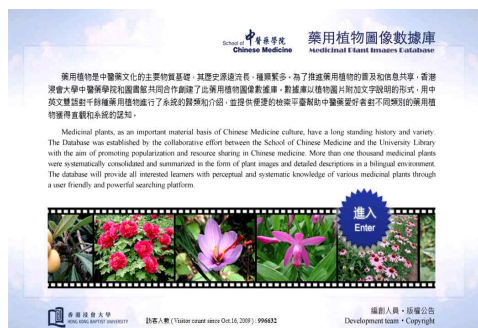 School of
Chinese Medicine
中醫藥學院
藥用植物圖像數據庫
Medicinal Plant Images Database
藥用植物是中醫藥文化的主要物質基礎，其歷史源遠流長，種類繁多。為了推進藥用植物的普及和信息共享，香港
浸會大學中醫藥學院和圖書館共同合作創建了此藥用植物圖像數據庫。數據庫以植物圖片附加文字說明的形式，用中
英文雙語對千餘種藥用植物進行了系統的歸類和介紹，並提供便捷的檢索平臺幫助中醫藥愛好者對不同類別的藥用植
物獲得直觀和系統的認知。
Medicinal plants, as an important material basis of Chinese Medicine culture, have a long standing history and variety.
The Database was established by the collaborative effort between the School of Chinese Medicine and the University Library
with the aim of promoting popularization and resource sharing in Chinese medicine. More than one thousand medicinal plants
were systematically consolidated and summarized in the form of plant images and detailed descriptions in a bilingual environment.
The database will provide all interested learners with perceptual and systematic knowledge of various medicinal plants through
a user friendly and powerful searching platform.
進入
Enter
香港浸會大學
HONG KONG BAPTIST UNIVERSITY
訪客人數 ( Visitor count since Oct.16, 2009 ) : 996632
編創人員・版權公告
Development team・Copyright